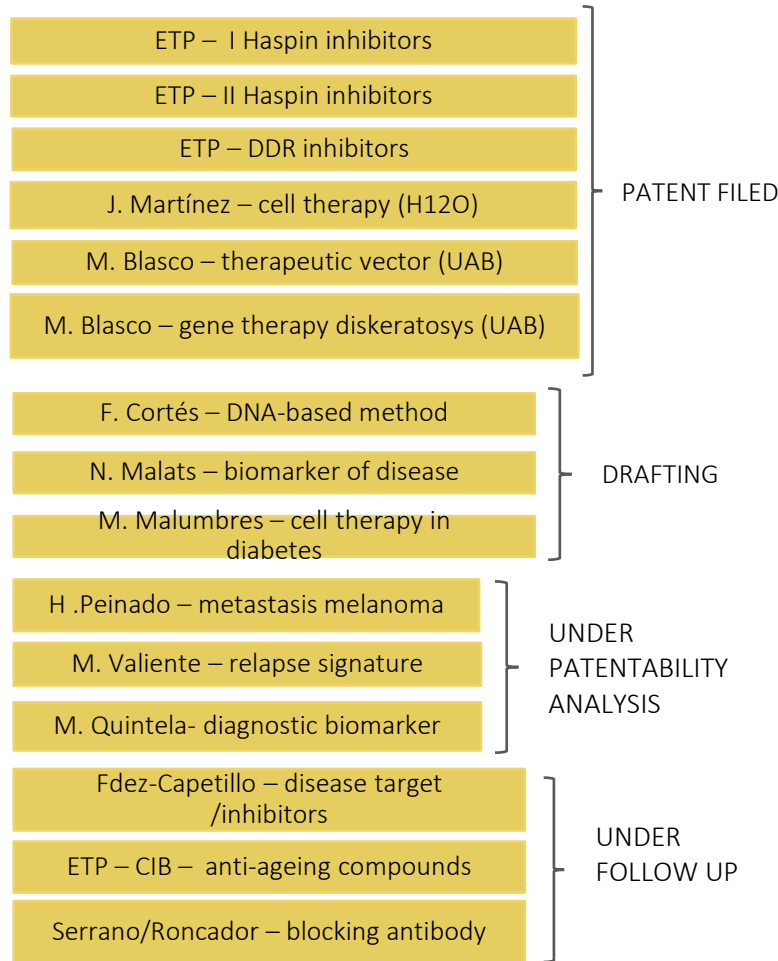 ETP – I Haspin inhibitors
ETP – II Haspin inhibitors
ETP – DDR inhibitors
J. Martínez – cell therapy (H12O)
M. Blasco – therapeutic vector (UAB)
M. Blasco – gene therapy diskeratosys (UAB)
PATENT FILED
F. Cortés – DNA-based method
N. Malats – biomarker of disease
M. Malumbres – cell therapy in
diabetes
DRAFTING
H .Peinado – metastasis melanoma
M. Valiente – relapse signature
M. Quintela- diagnostic biomarker
UNDER
PATENTABILITY
ANALYSIS
Fdez-Capetillo – disease target
/inhibitors
ETP – CIB – anti-ageing compounds
Serrano/Roncador – blocking antibody
UNDER
FOLLOW UP